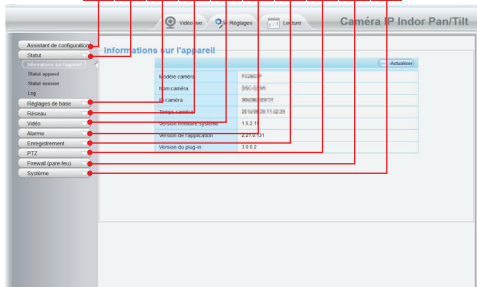 Vidéo live
Réglages
Lecture
Caméra IP Indor Pan/Tilt
Assistant de configuration
Statut
Informations sur l'appareil
Statut append
Statut session
Log
Réglages de base
Réseau
Vidéo
Alarme
Enregistrement
PTZ
Firewall (pare-feu)
Système
Informations sur l'appareil
Actualiser
Modèle caméra
Nom caméra
ID caméra
Temps caméra
Version firmware système
Version de l'application
Version du plug-in
3.0.0.2